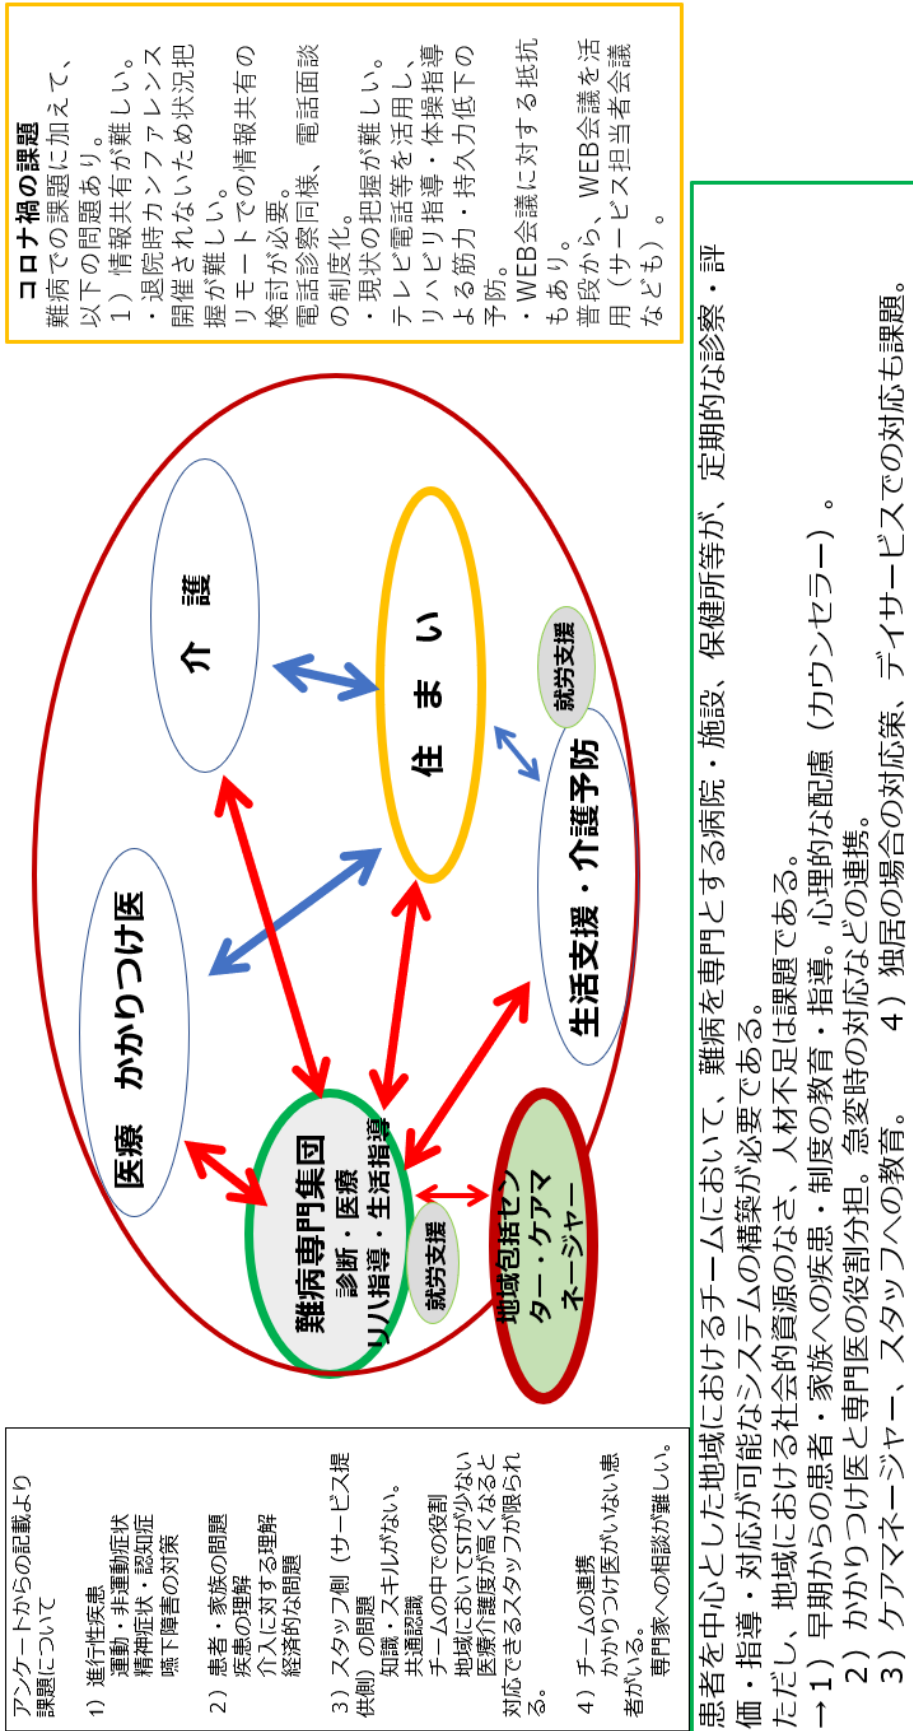 アンケートからの記載より
課題について
1）進行性疾患
運動・非運動症状
精神症状・認知症
嚥下障害の対策
2）患者・家族の問題
疾患の理解
介入に対する理解
経済的な問題
3）スタッフ側（サービス提
供側）の問題
知識・スキルがない。
共通認識
チームの中での役割
地域においてSTが少ない
医療介護度が高くなると
対応できるスタッフが限られ
る。
4）チームの連携
かかりつけ医がいない患
者がいる。
専門家への相談が難しい。
医療　かかりつけ医
介　護
難病専門集団
診断・医療
リハ指導・生活指導
就労支援
住　ま　い
地域包括セン
ター・ケアマ
ネージャー
生活支援・介護予防
就労支援
コロナ禍の課題
難病での課題に加えて、
以下の問題あり。
1）情報共有が難しい。
・退院時カンファレンス
開催されないため状況把
握が難しい。
リモートでの情報共有の
検討が必要。
電話診察同様、電話面談
の制度化。
・現状の把握が難しい。
テレビ電話等を活用し、
リハビリ指導・体操指導
よる筋力・持久力低下の
予防。
・WEB会議に対する抵抗
もあり。
普段から、WEB会議を活
用（サービス担当者会議
なども）。
患者を中心とした地域におけるチームにおいて、難病を専門とする病院・施設、保健所等が、定期的な診察・評
価・指導・対応が可能なシステムの構築が必要である。
ただし、地域における社会的資源のなさ、人材不足は課題である。
→1）早期からの患者・家族への疾患・制度の教育・指導。心理的な配慮（カウンセラー）。
2）かかりつけ医と専門医の役割分担。急変時の対応などの連携。
3）ケアマネージャー、スタッフへの教育。　4）独居の場合の対応策、デイサービスでの対応も課題。